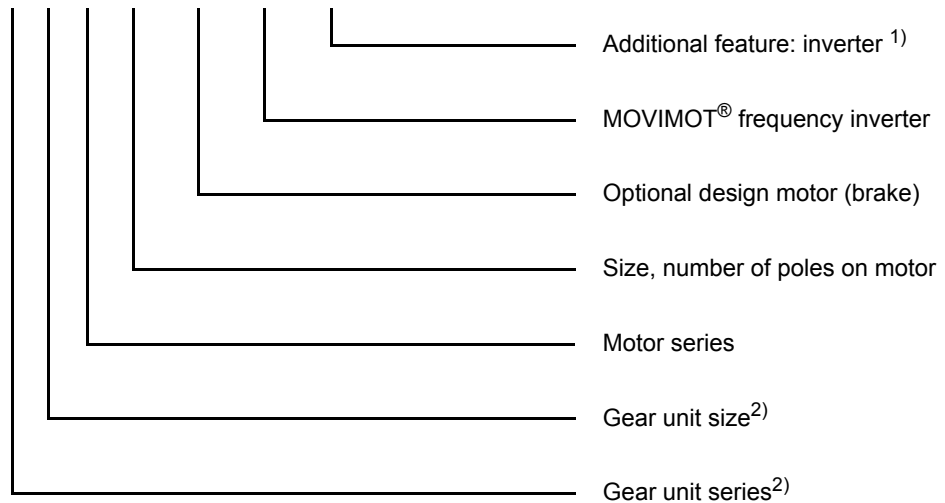 Additional feature: inverter 1)
MOVIMOT® frequency inverter
Optional design motor (brake)
Size, number of poles on motor
Motor series
Gear unit size2)
Gear unit series2)